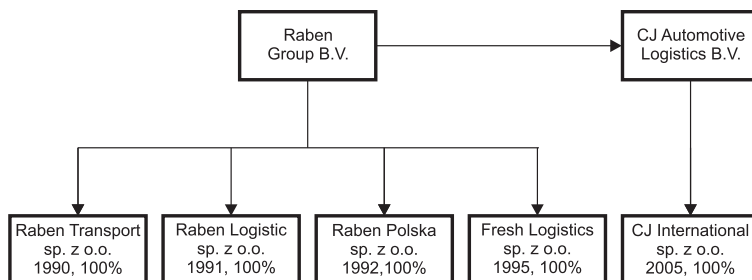 Raben
Group B.V.
CJ Automotive
Logistics B.V.
Raben Transport
sp. z o.o.
1990, 100%
Raben Logistic
sp. z o.o.
1991, 100%
Raben Polska
sp. z o.o.
1992,100%
Fresh Logistics
sp. z o.o.
1995, 100%
CJ International
sp. z o.o.
2005, 100%